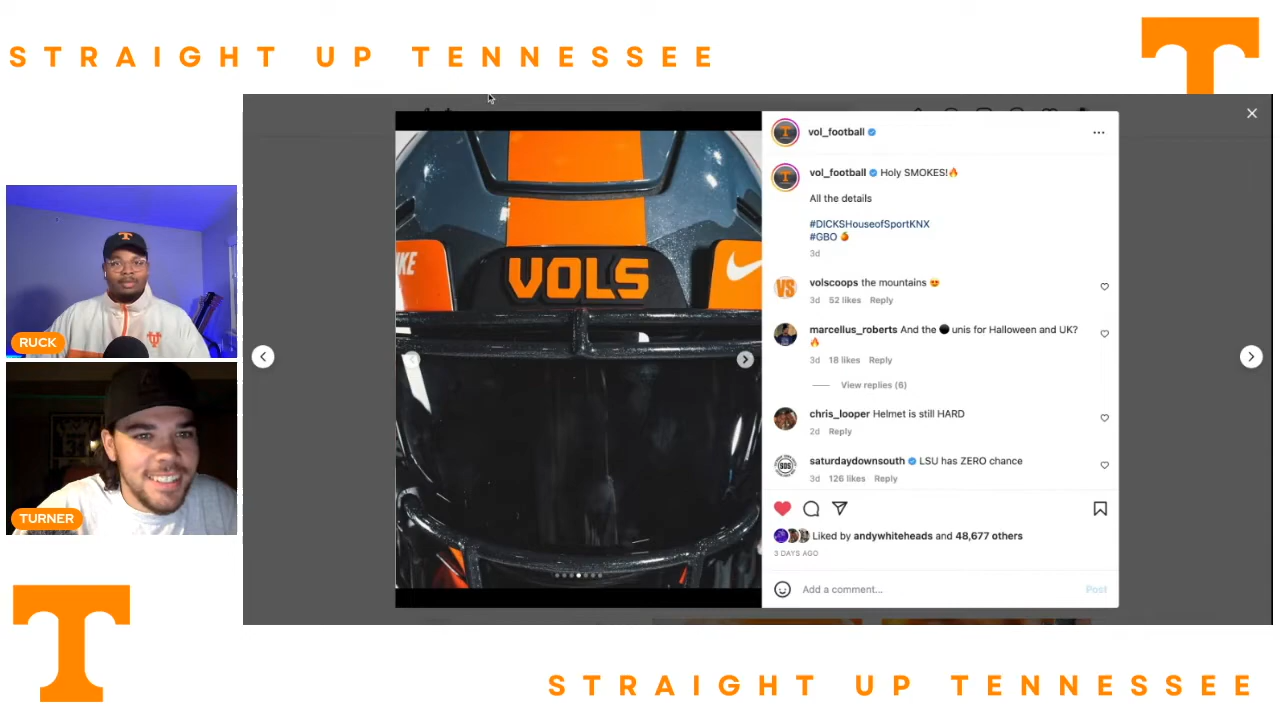 STRAIGHT UP TENNESSEE
T
vol_football
vol_football Holy SMOKES!🔥
All the details
#DICKSHouseofSportKNX
#GBO 🍊
3d
volscoops the mountains 😍
3d 52 likes Reply
marcellus_roberts And the ⚫ unis for Halloween and UK?
🔥
3d 18 likes Reply
View replies (6)
chris_looper Helmet is still HARD
2d Reply
saturdaydownsouth LSU has ZERO chance
3d 126 likes Reply
Liked by andywhiteheads and 48,677 others
3 DAYS AGO
Add a comment...
Post
VOLS
KE
RUCK
TURNER
T
STRAIGHT UP TENNESSEE